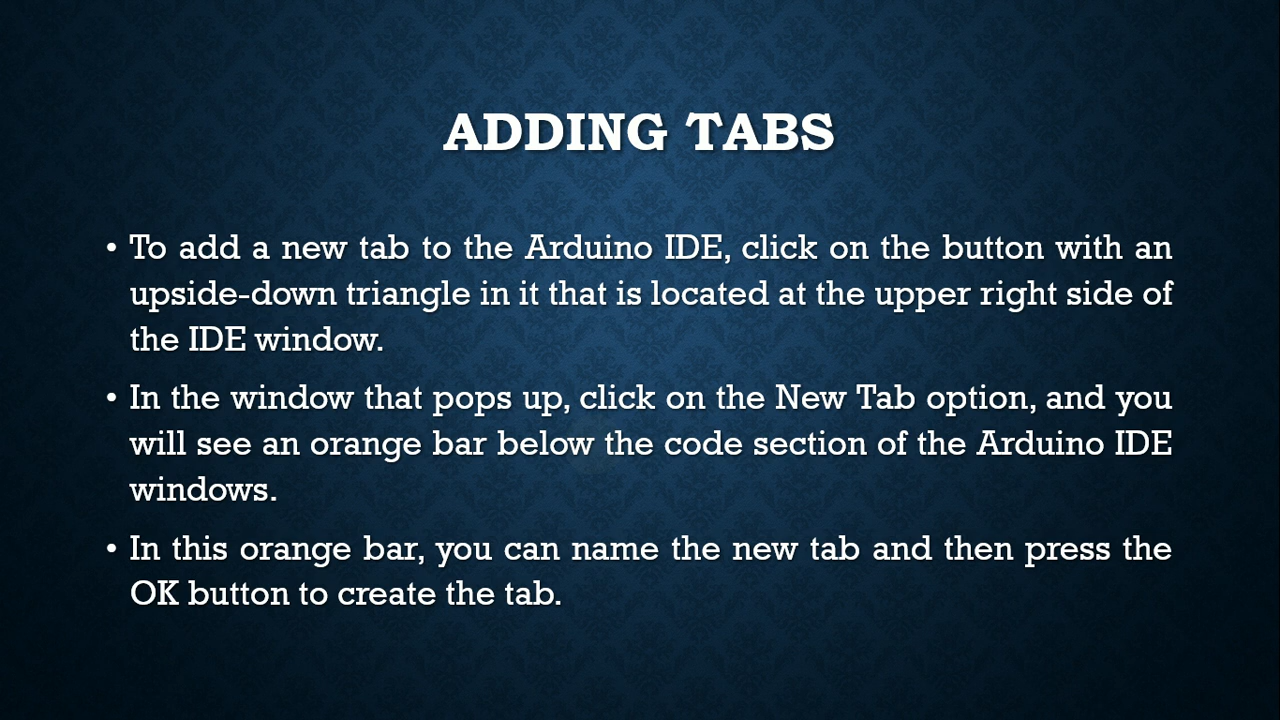 ADDING TABS
• To add a new tab to the Arduino IDE, click on the button with an
upside-down triangle in it that is located at the upper right side of
the IDE window.
• In the window that pops up, click on the New Tab option, and you
will see an orange bar below the code section of the Arduino IDE
windows.
• In this orange bar, you can name the new tab and then press the
OK button to create the tab.